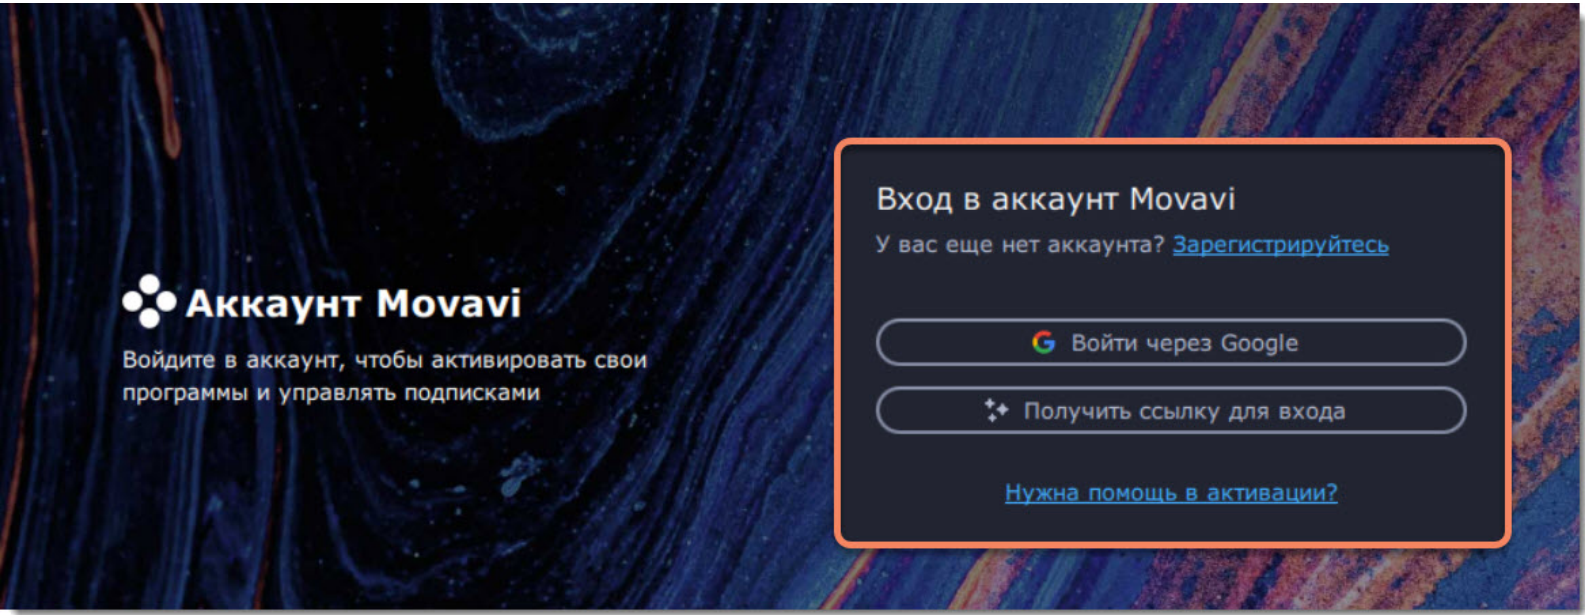 Аккаунт Movavi
Войдите в аккаунт, чтобы активировать свои
программы и управлять подписками
Вход в аккаунт Movavi
У вас еще нет аккаунта? Зарегистрируйтесь
Войти через Google
Получить ссылку для входа
Нужна помощь в активации?